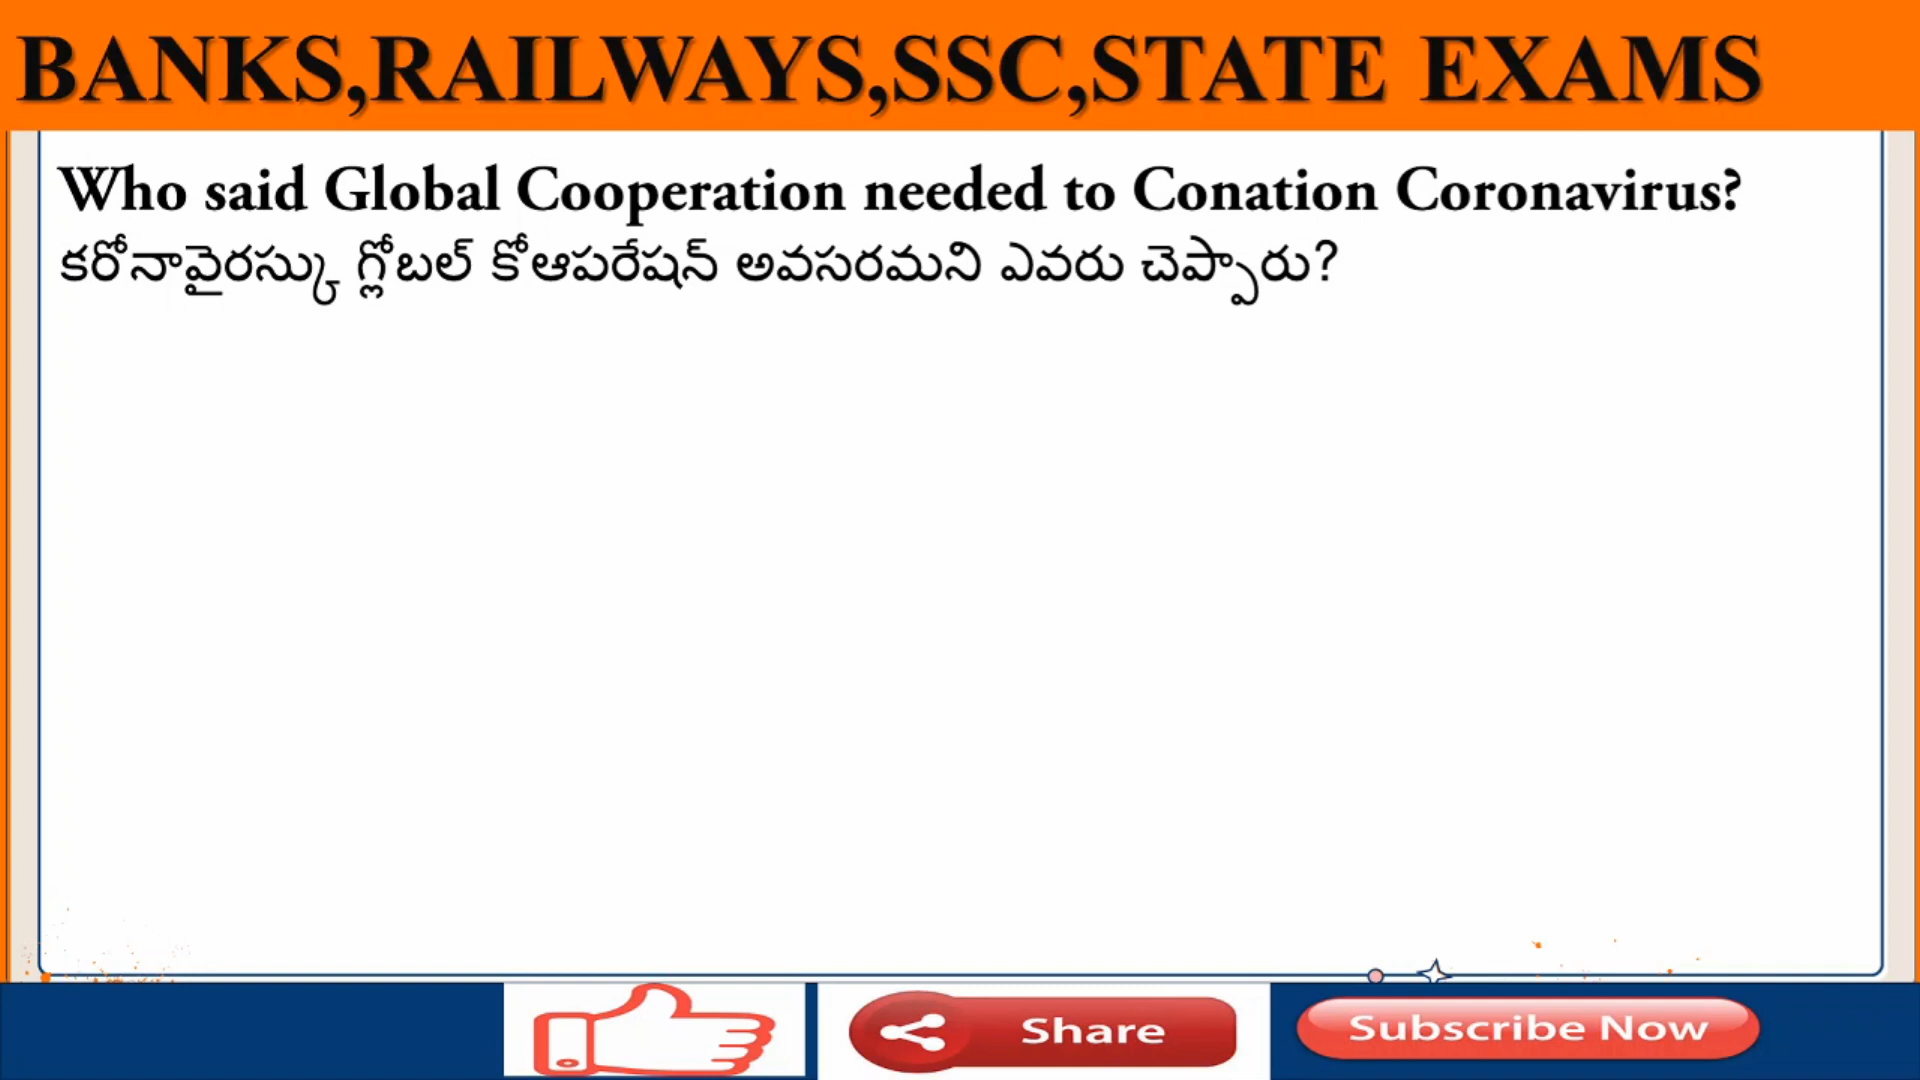 BANKS,RAILWAYS,SSC,STATE EXAMS
Who said Global Cooperation needed to Conation Coronavirus?
కరోనావైరస్కు గ్లోబల్ కోఆపరేషన్ అవసరమని ఎవరు చెప్పారు?
Share
Subscribe Now